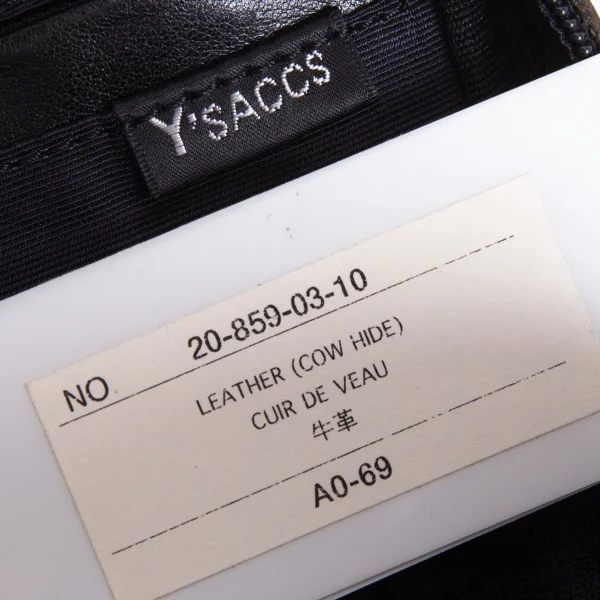 Y'SACCS
NO 20-859-03-10
LEATHER (COW HIDE)
CUIR DE VEAU
牛革
A0-69